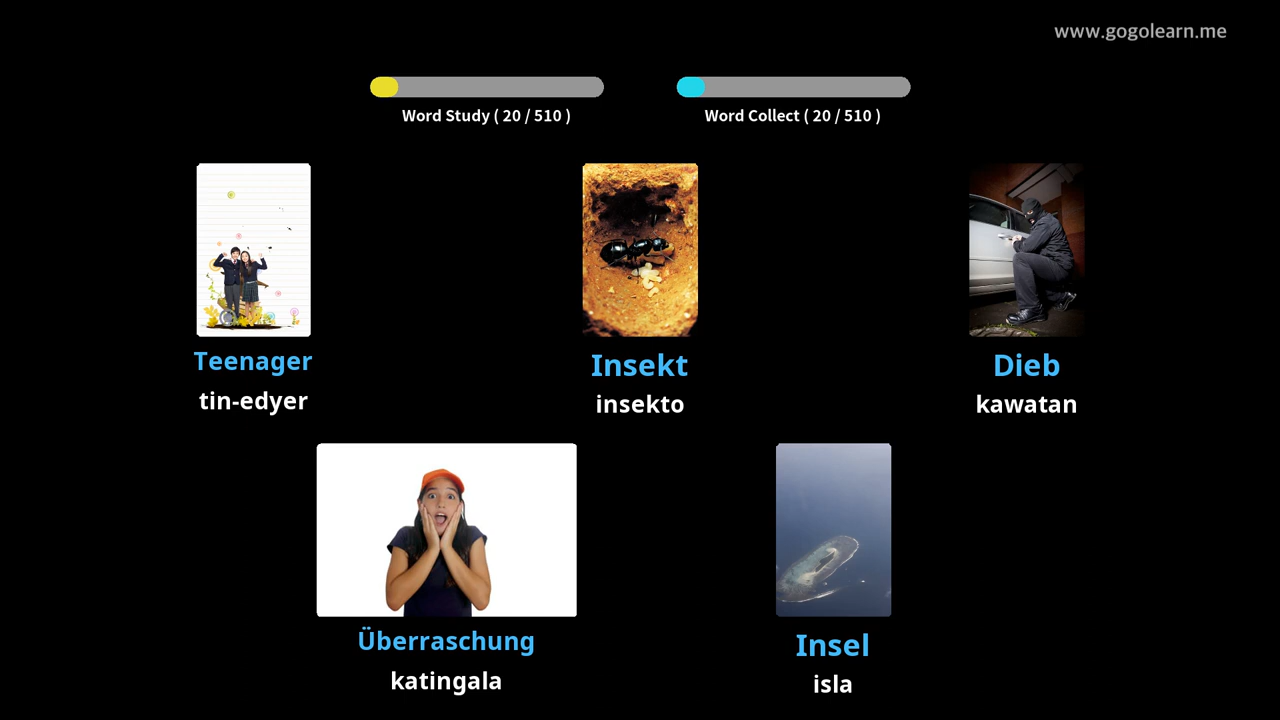 www.gogolearn.me
Word Study ( 20 / 510 )
Word Collect ( 20 / 510 )
Teenager
tin-edyer
Insekt
insekto
Dieb
kawatan
Überraschung
katingala
Insel
isla